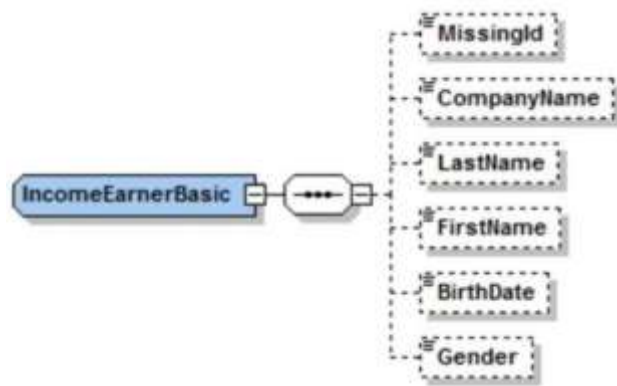 MissingId
CompanyName
LastName
IncomeEarnerBasic
FirstName
BirthDate
Gender